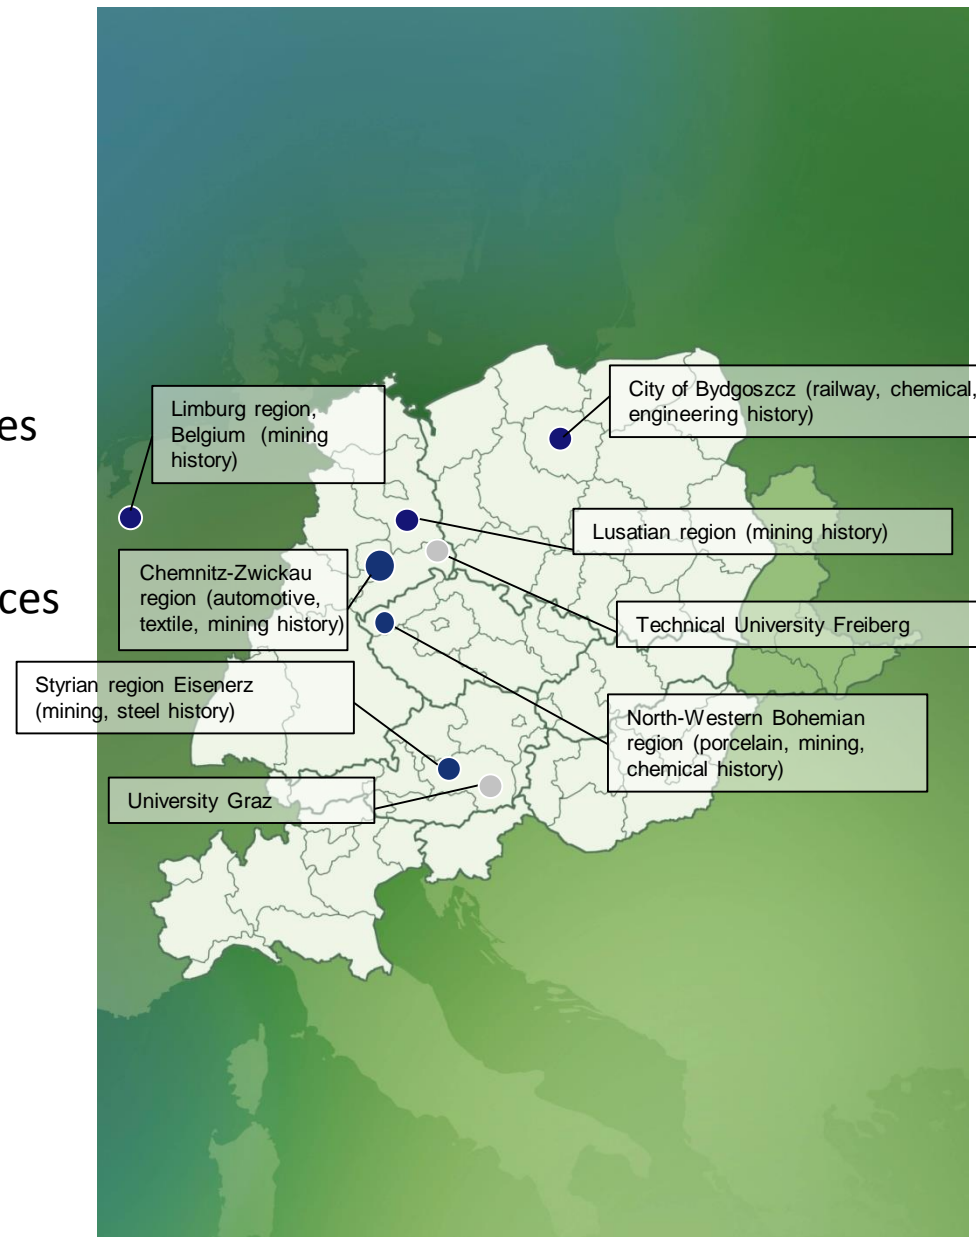 City of Bydgoszcz (railway, chemical,
engineering history)
Limburg region,
Belgium (mining
history)
Lusatian region (mining history)
Chemnitz-Zwickau
region (automotive,
textile, mining history)
Technical University Freiberg
Styrian region Eisenerz
(mining, steel history)
North-Western Bohemian
region (porcelain, mining,
chemical history)
University Graz